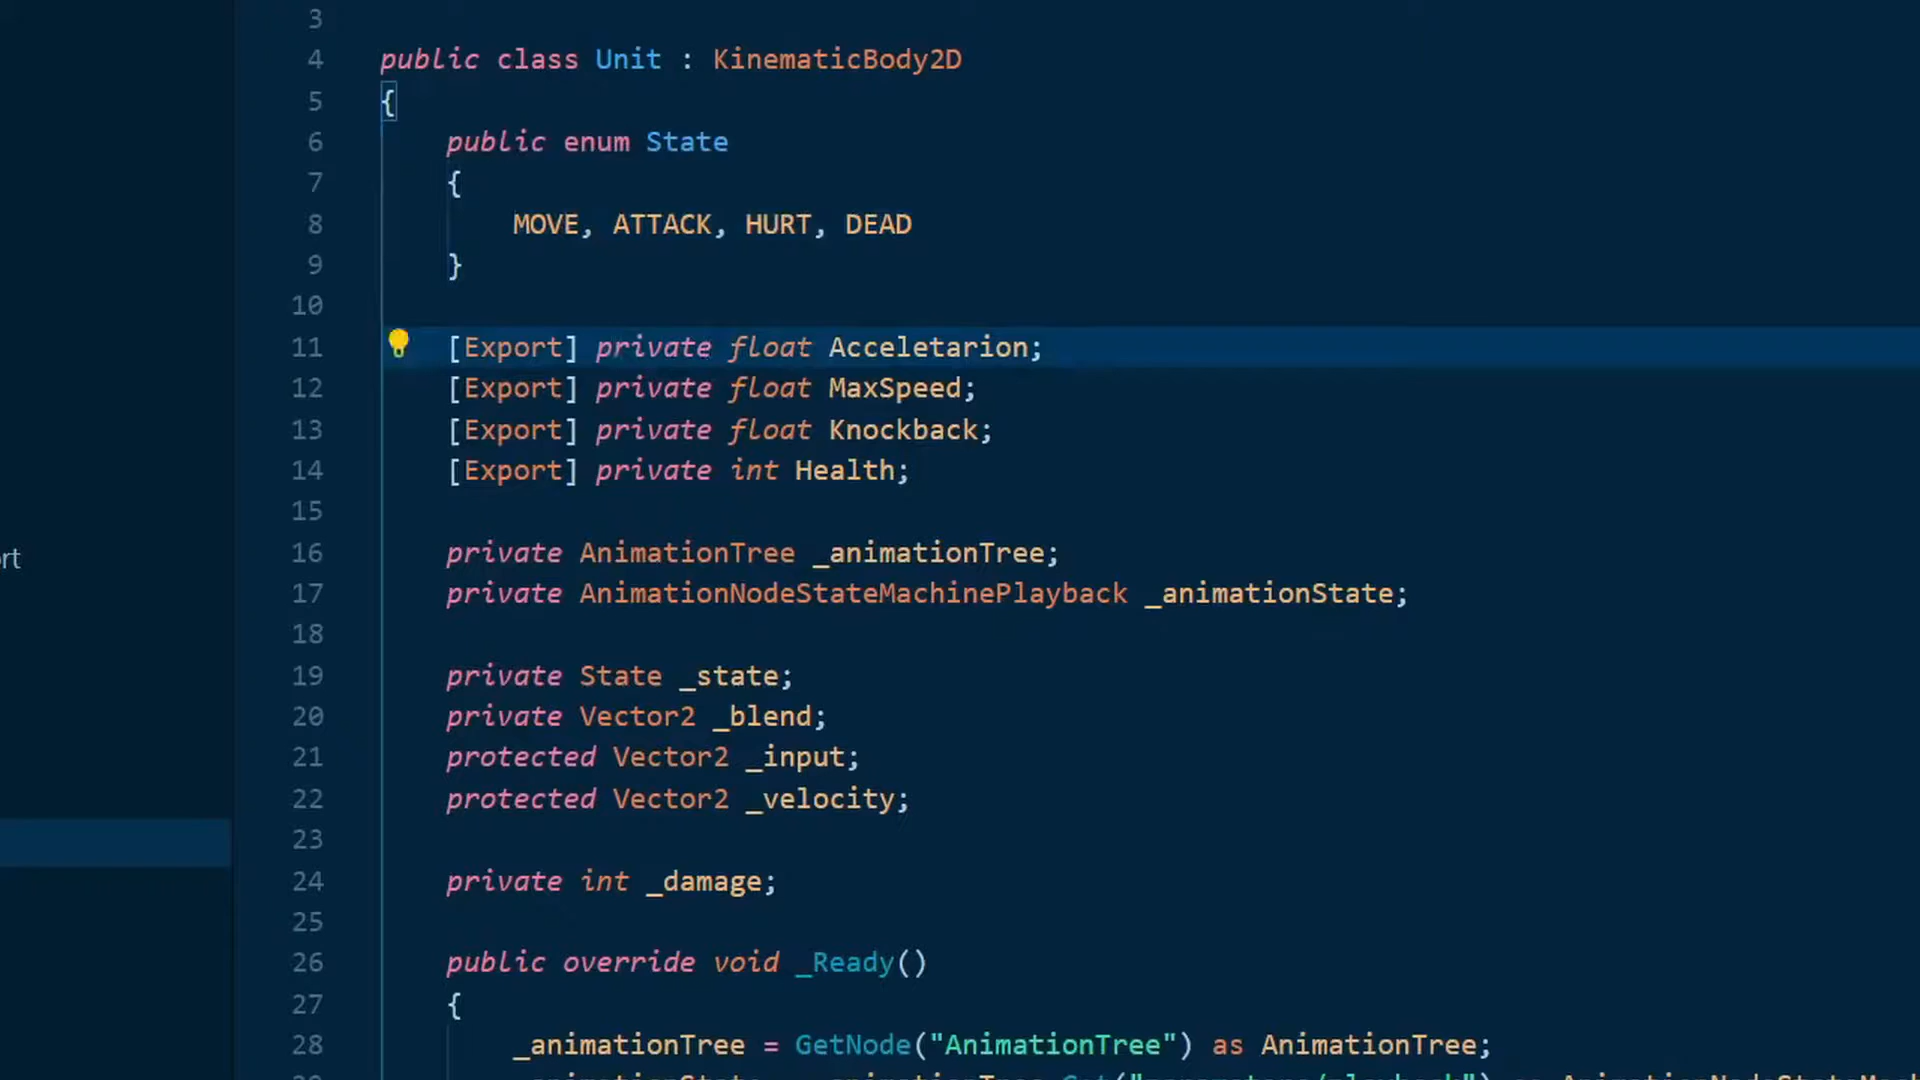 3
4 public class Unit : KinematicBody2D
5 {
6 public enum State
7 {
8 MOVE, ATTACK, HURT, DEAD
9 }
10
11 [Export] private float Acceletarion;
12 [Export] private float MaxSpeed;
13 [Export] private float Knockback;
14 [Export] private int Health;
15
rt
16 private AnimationTree _animationTree;
17 private AnimationNodeStateMachinePlayback _animationState;
18
19 private State _state;
20 private Vector2 _blend;
21 protected Vector2 _input;
22 protected Vector2 _velocity;
23
24 private int _damage;
25
26 public override void _Ready()
27 {
28 _animationTree = GetNode("AnimationTree") as AnimationTree;